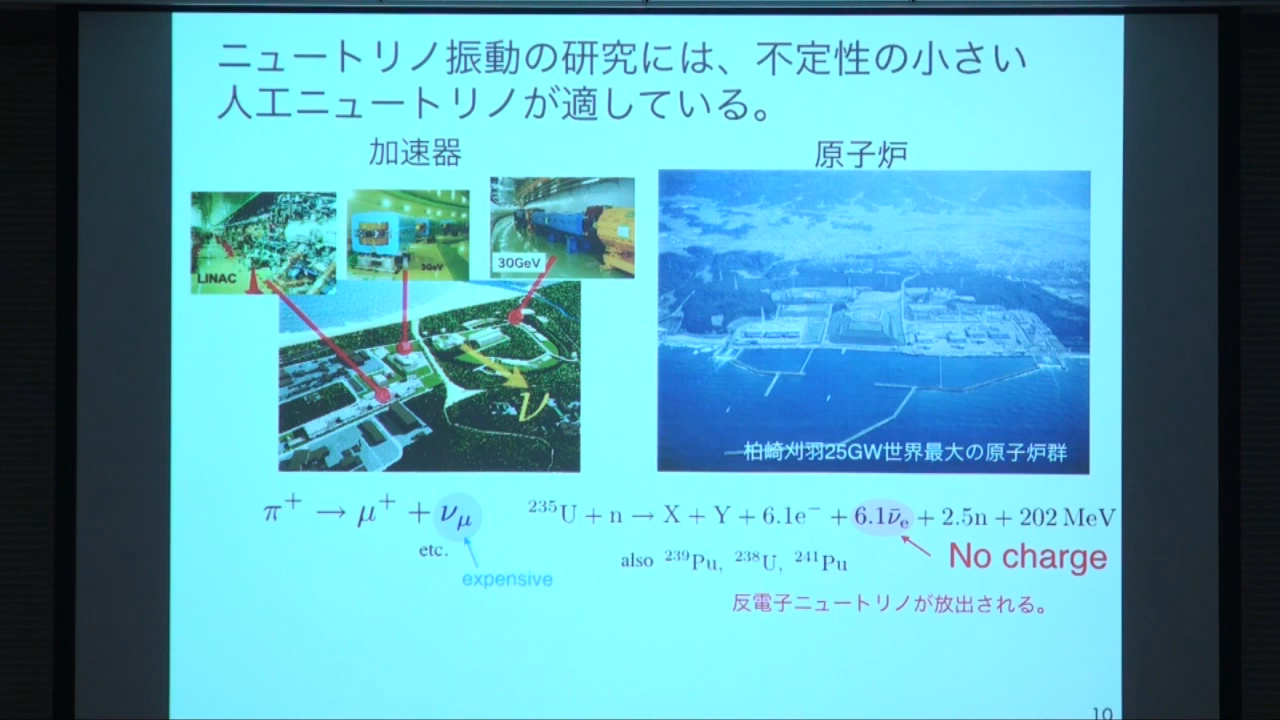 ニュートリノ振動の研究には、不定性の小さい
人工ニュートリノが適している。
加速器
原子炉
LINAC
3GeV
30GeV
ν
柏崎刈羽25GW世界最大の原子炉群
π⁺ → μ⁺ + ν_μ
etc.
expensive
²³⁵U + n → X + Y + 6.1e⁻ + 6.1ν̄ₑ + 2.5n + 202 MeV
also ²³⁹Pu, ²³⁸U, ²⁴¹Pu
No charge
反電子ニュートリノが放出される。
10